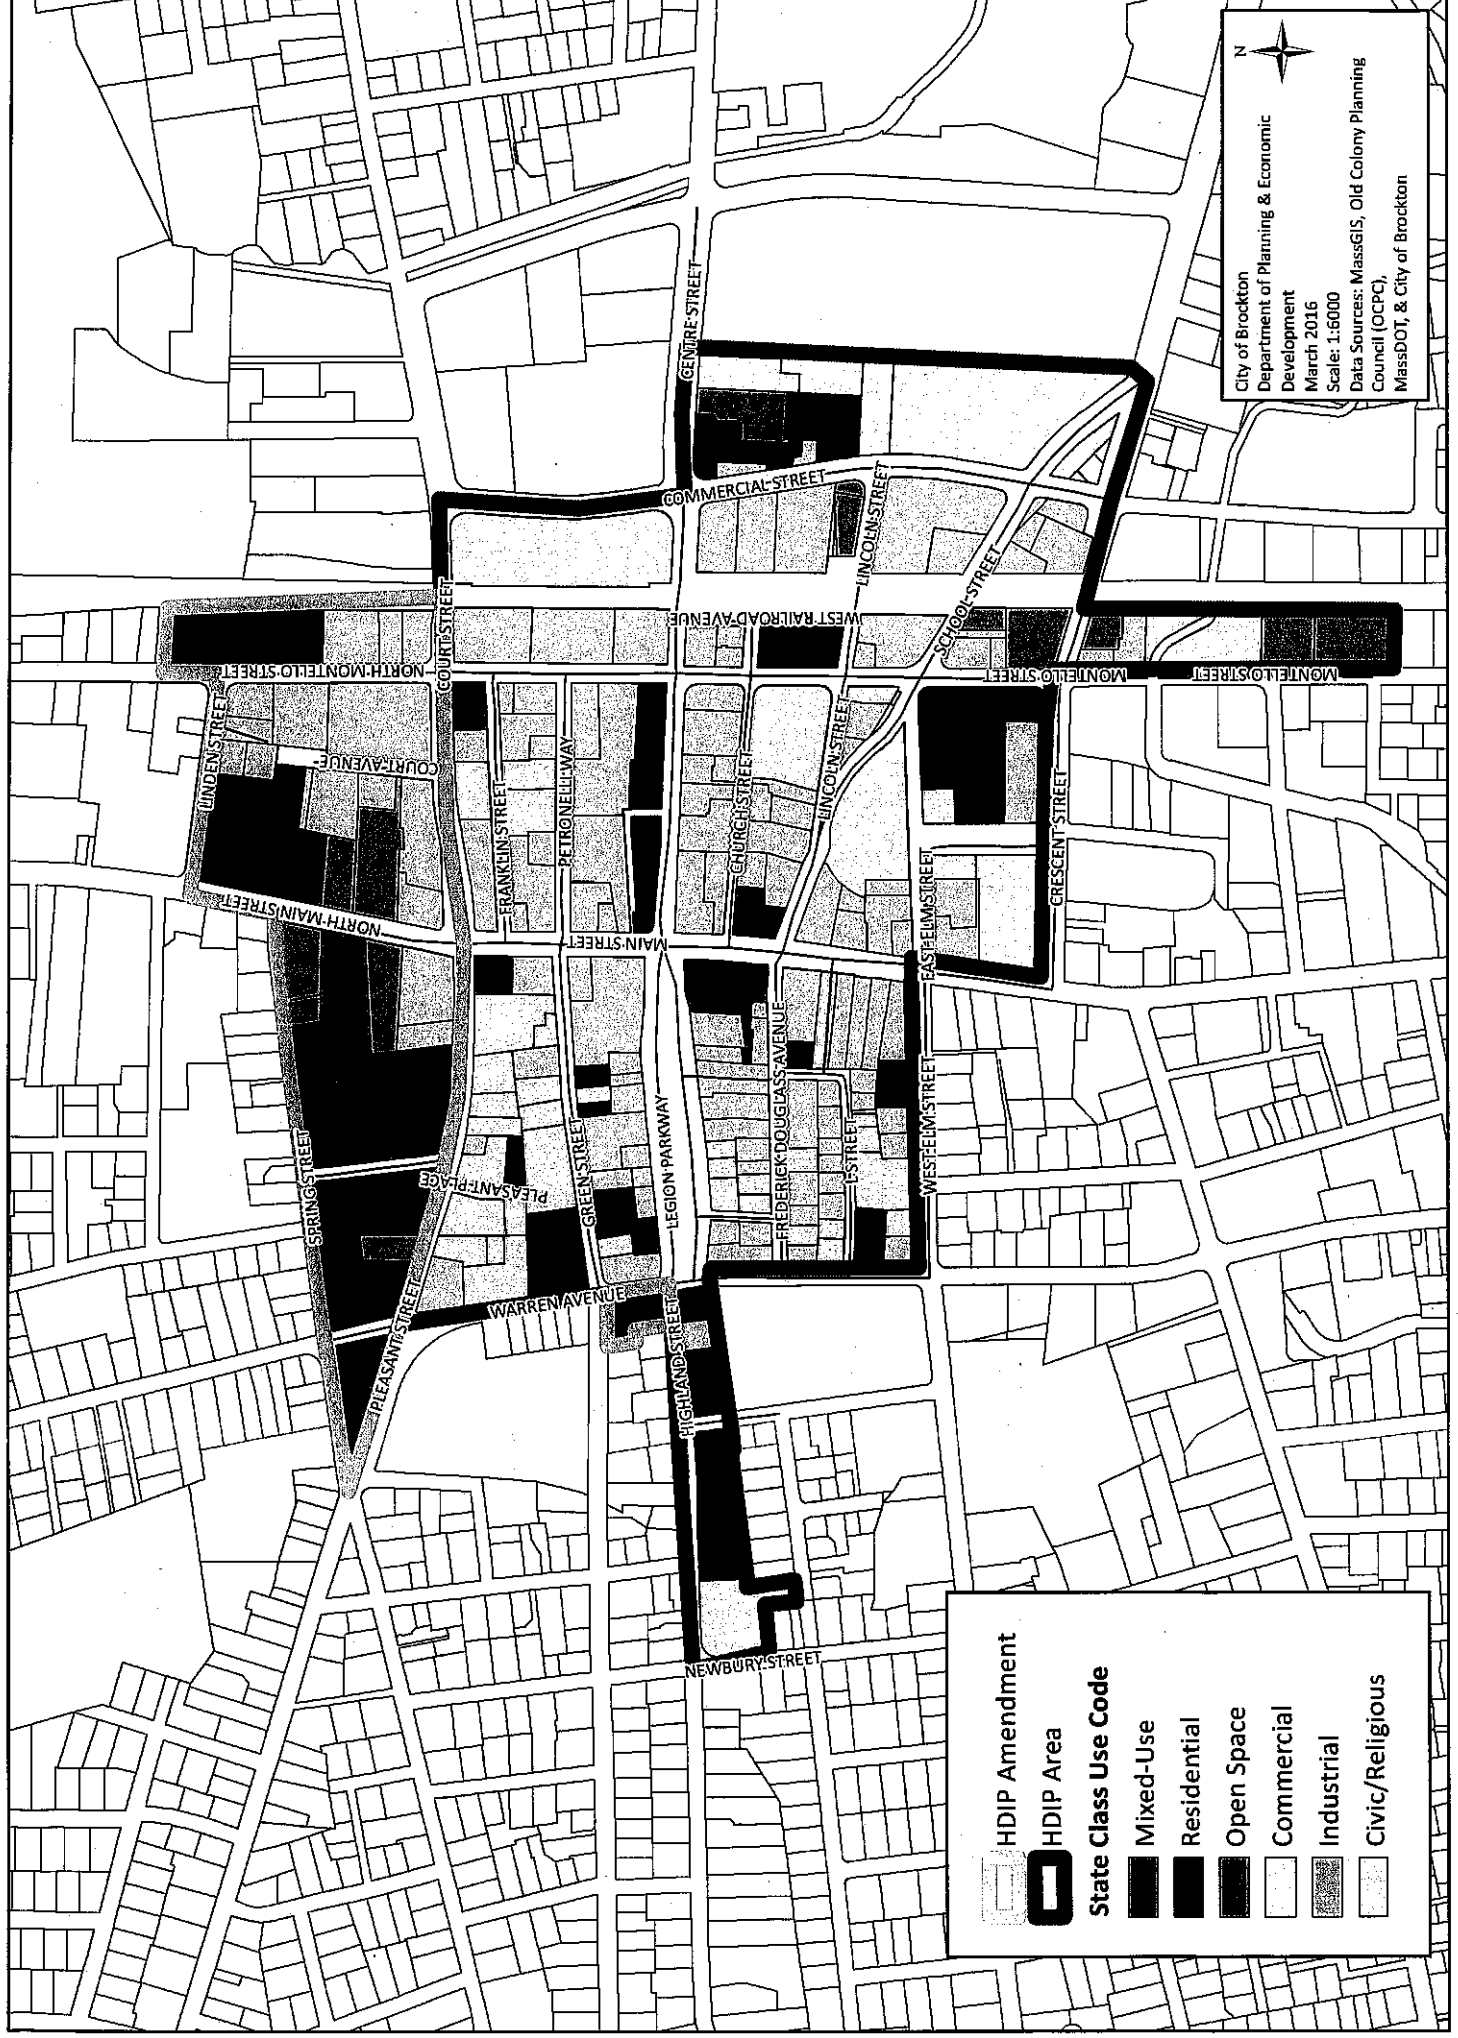 N
City of Brockton
Department of Planning & Economic
Development
March 2016
Scale: 1:6000
Data Sources: MassGIS, Old Colony Planning
Council (OCPC),
MassDOT, & City of Brockton
CENTRE STREET
COMMERCIAL STREET
LINCOLN STREET
SCHOOL STREET
COURT STREET
WEST RAILROAD AVENUE
NORTH MONTELLO STREET
MONTELLO STREET
MONTELLO STREET
LINDEN STREET
COURT AVENUE
FRANKLIN STREET
PETRONELLI WAY
CHURCH STREET
LINCOLN STREET
CRESCENT STREET
NORTH MAIN STREET
MAIN STREET
EAST ELM STREET
SPRING STREET
PLEASANT PLACE
GREEN STREET
LEGION PARKWAY
FREDERICK DOUGLASS AVENUE
L STREET
WEST ELM STREET
PLEASANT STREET
WARREN AVENUE
HIGHLAND STREET
NEWBURY STREET
HDIP Amendment
HDIP Area
State Class Use Code
Mixed-Use
Residential
Open Space
Commercial
Industrial
Civic/Religious